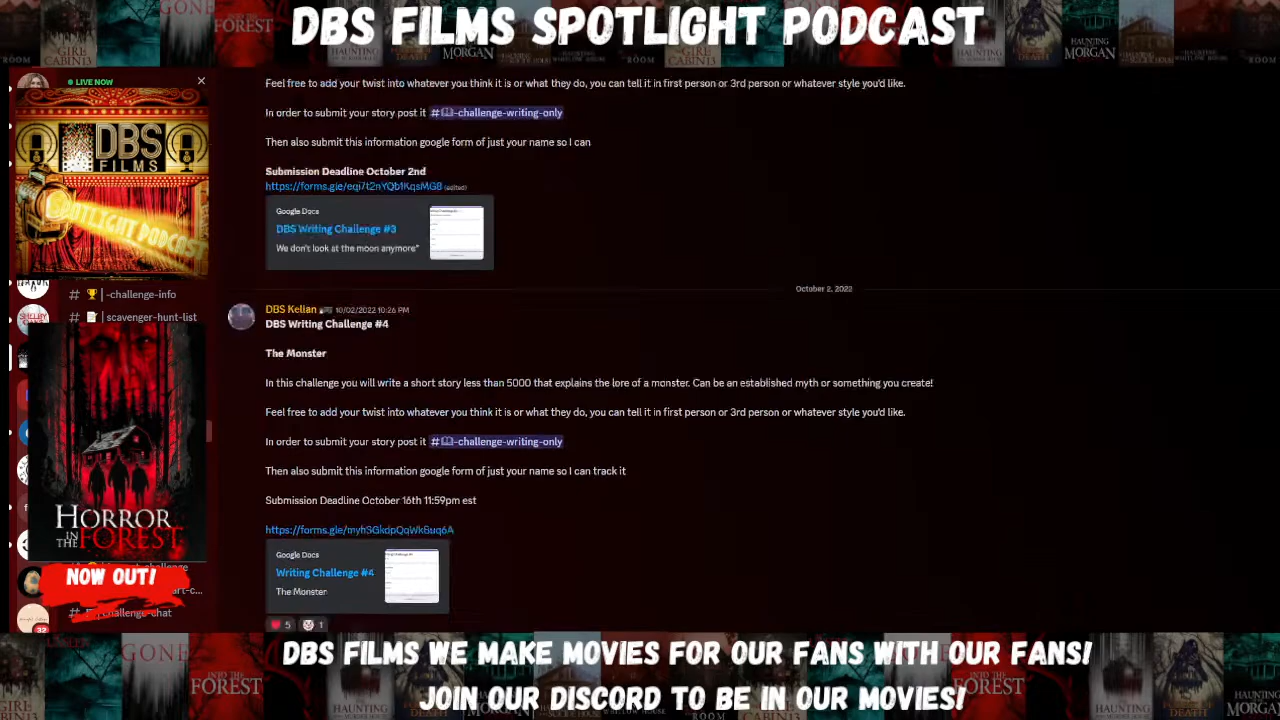 DBS FILMS SPOTLIGHT PODCAST
LIVE NOW
DBS
FILMS
SPOTLIGHT PODCAST
-challenge-info
scavenger-hunt-list
HORROR
IN THE FOREST
NOW OUT!
challenge-chat
32
Feel free to add your twist into whatever you think it is or what they do, you can tell it in first person or 3rd person or whatever style you'd like.
In order to submit your story post it #-challenge-writing-only
Then also submit this information google form of just your name so I can
Submission Deadline October 2nd
(edited)
Google Docs
DBS Writing Challenge #3
We don't look at the moon anymore"
October 2, 2022
DBS Kellan 10/02/2022 10:26 PM
DBS Writing Challenge #4
The Monster
In this challenge you will write a short story less than 5000 that explains the lore of a monster. Can be an established myth or something you create!
Feel free to add your twist into whatever you think it is or what they do, you can tell it in first person or 3rd person or whatever style you'd like.
In order to submit your story post it #-challenge-writing-only
Then also submit this information google form of just your name so I can track it
Submission Deadline October 16th 11:59pm est
Google Docs
Writing Challenge #4
The Monster
5 1
DBS FILMS WE MAKE MOVIES FOR OUR FANS WITH OUR FANS!
JOIN OUR DISCORD TO BE IN OUR MOVIES!